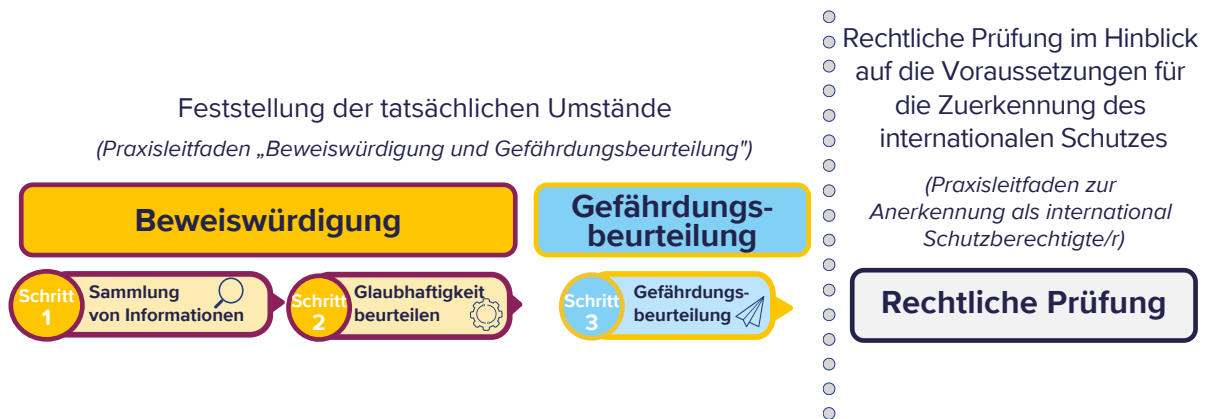 Feststellung der tatsächlichen Umstände
(Praxisleitfaden „Beweiswürdigung und Gefährdungsbeurteilung")
Beweiswürdigung
Gefährdungs-
beurteilung
Schritt
1
Sammlung
von Informationen
Schritt
2
Glaubhaftigkeit
beurteilen
Schritt
3
Gefährdungs-
beurteilung
Rechtliche Prüfung im Hinblick
auf die Voraussetzungen für
die Zuerkennung des
internationalen Schutzes
(Praxisleitfaden zur
Anerkennung als international
Schutzberechtigte/r)
Rechtliche Prüfung